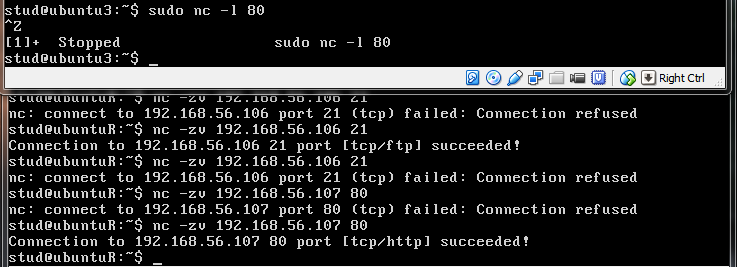 stud@ubuntu3:~$ sudo nc -l 80
^Z
[1]+  Stopped                 sudo nc -l 80
stud@ubuntu3:~$ _
Right Ctrl
stud@ubuntuR:~$ nc -zv 192.168.56.106 21
nc: connect to 192.168.56.106 port 21 (tcp) failed: Connection refused
stud@ubuntuR:~$ nc -zv 192.168.56.106 21
Connection to 192.168.56.106 21 port [tcp/ftp] succeeded!
stud@ubuntuR:~$ nc -zv 192.168.56.106 21
nc: connect to 192.168.56.106 port 21 (tcp) failed: Connection refused
stud@ubuntuR:~$ nc -zv 192.168.56.107 80
nc: connect to 192.168.56.107 port 80 (tcp) failed: Connection refused
stud@ubuntuR:~$ nc -zv 192.168.56.107 80
Connection to 192.168.56.107 80 port [tcp/http] succeeded!
stud@ubuntuR:~$ _